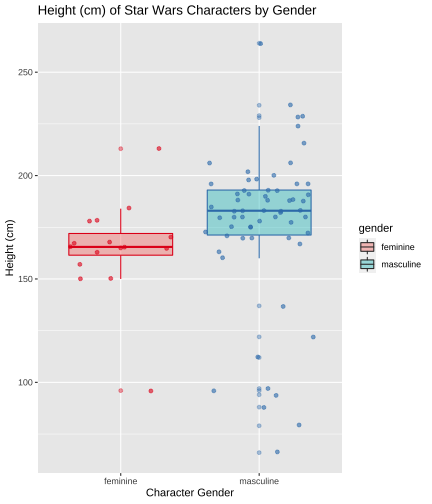 Height (cm) of Star Wars Characters by Gender
Height (cm)
250
200
150
100
feminine
masculine
Character Gender
gender
feminine
masculine